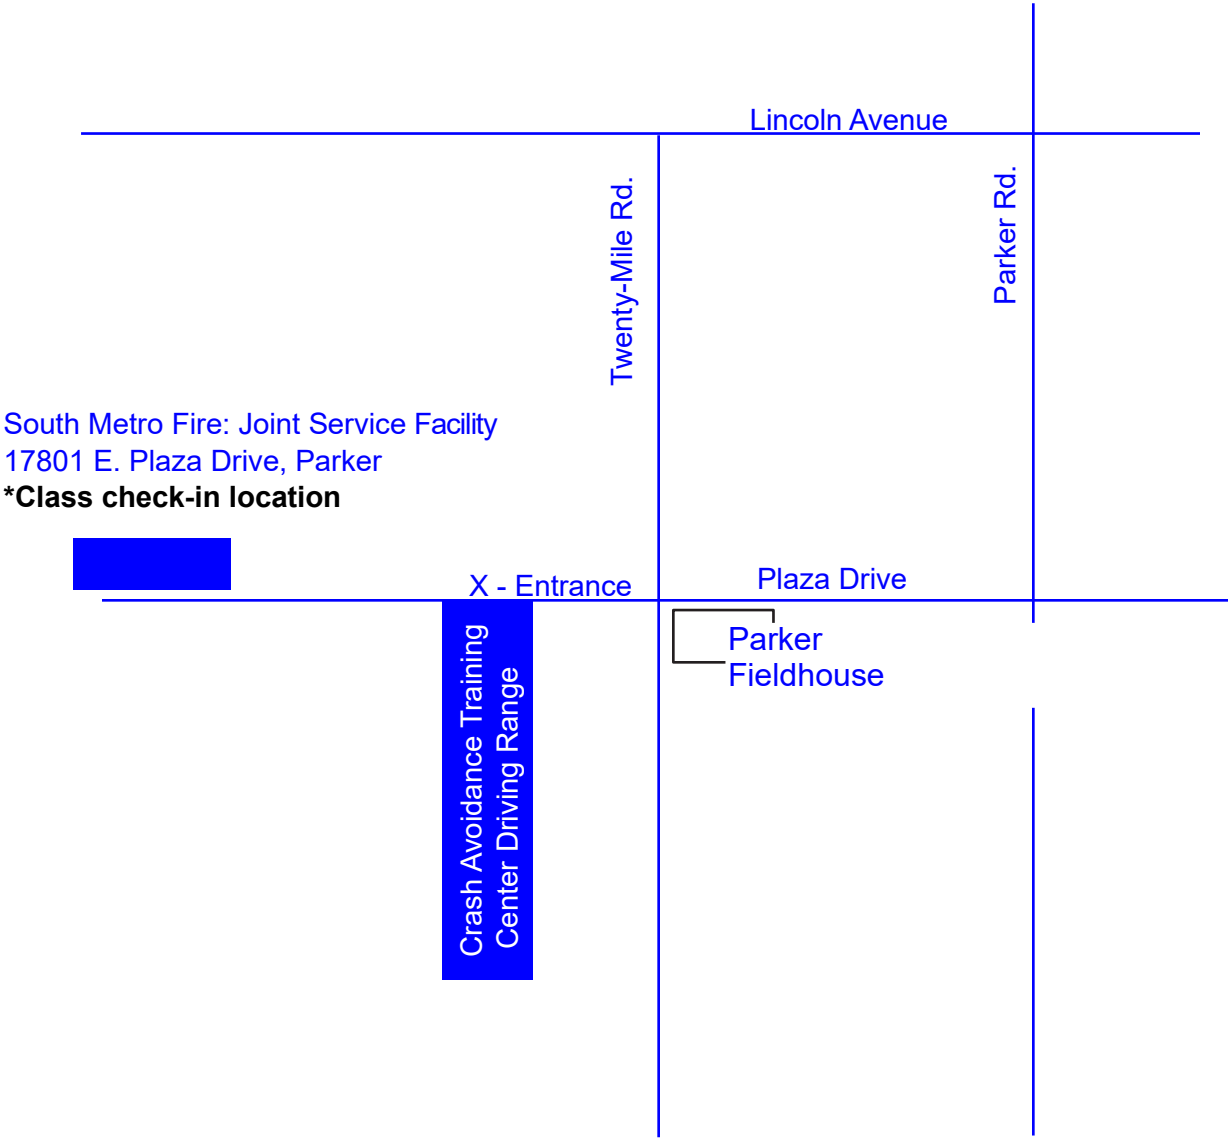 Lincoln Avenue
Twenty-Mile Rd.
Parker Rd.
South Metro Fire: Joint Service Facility
17801 E. Plaza Drive, Parker
*Class check-in location
X - Entrance
Plaza Drive
Parker
Fieldhouse
Crash Avoidance Training
Center Driving Range